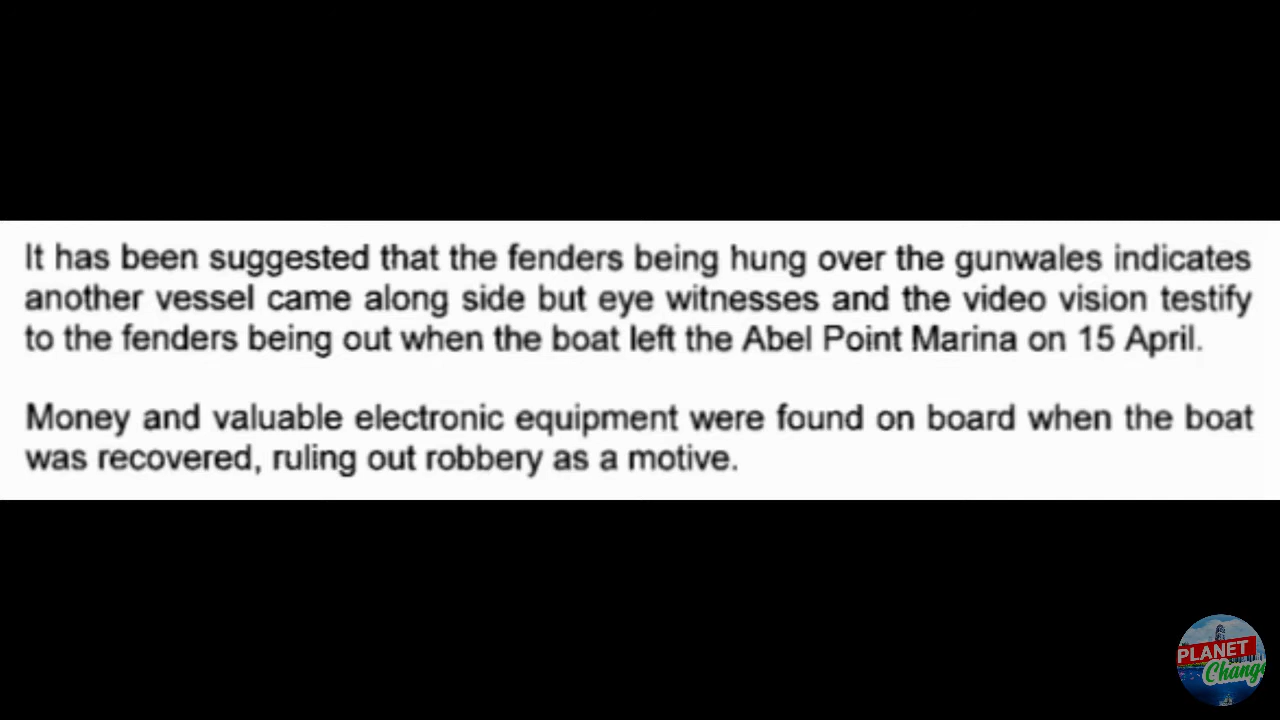 It has been suggested that the fenders being hung over the gunwales indicates
another vessel came along side but eye witnesses and the video vision testify
to the fenders being out when the boat left the Abel Point Marina on 15 April.
Money and valuable electronic equipment were found on board when the boat
was recovered, ruling out robbery as a motive.
PLANET
Change